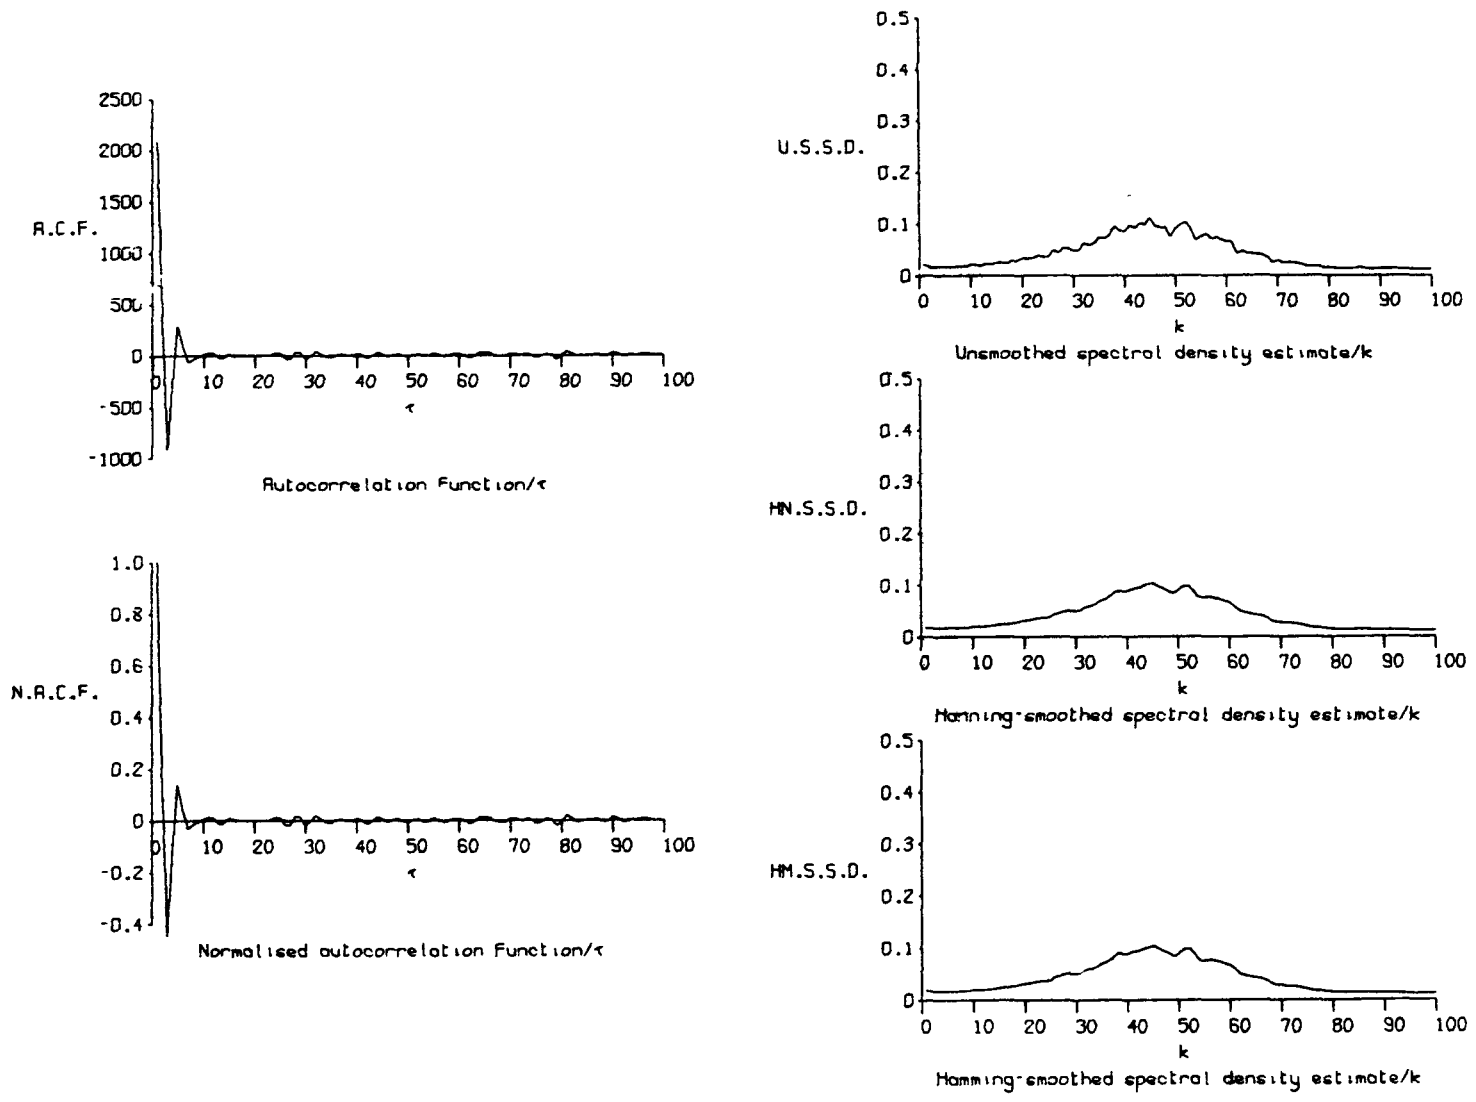 2500
2000
1500
A.C.F.
1000
500
0
0 10 20 30 40 50 60 70 80 90 100
τ
-500
-1000
Autocorrelation Function/τ
1.0
0.8
0.6
N.A.C.F.
0.4
0.2
0
0 10 20 30 40 50 60 70 80 90 100
τ
-0.2
-0.4
Normalised autocorrelation Function/τ
0.5
0.4
0.3
U.S.S.D.
0.2
0.1
0
0 10 20 30 40 50 60 70 80 90 100
k
Unsmoothed spectral density estimate/k
0.5
0.4
0.3
HN.S.S.D.
0.2
0.1
0
0 10 20 30 40 50 60 70 80 90 100
k
Hanning-smoothed spectral density estimate/k
0.5
0.4
0.3
HM.S.S.D.
0.2
0.1
0
0 10 20 30 40 50 60 70 80 90 100
k
Hamming-smoothed spectral density estimate/k